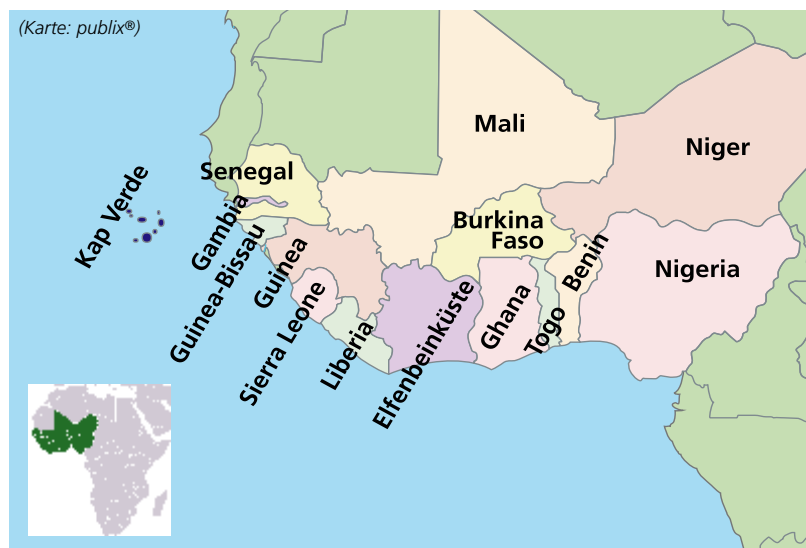 (Karte: publix®)
Mali
Niger
Senegal
Kap Verde
Gambia
Burkina
Faso
Guinea-Bissau
Guinea
Benin
Nigeria
Sierra Leone
Liberia
Elfenbeinküste
Ghana
Togo